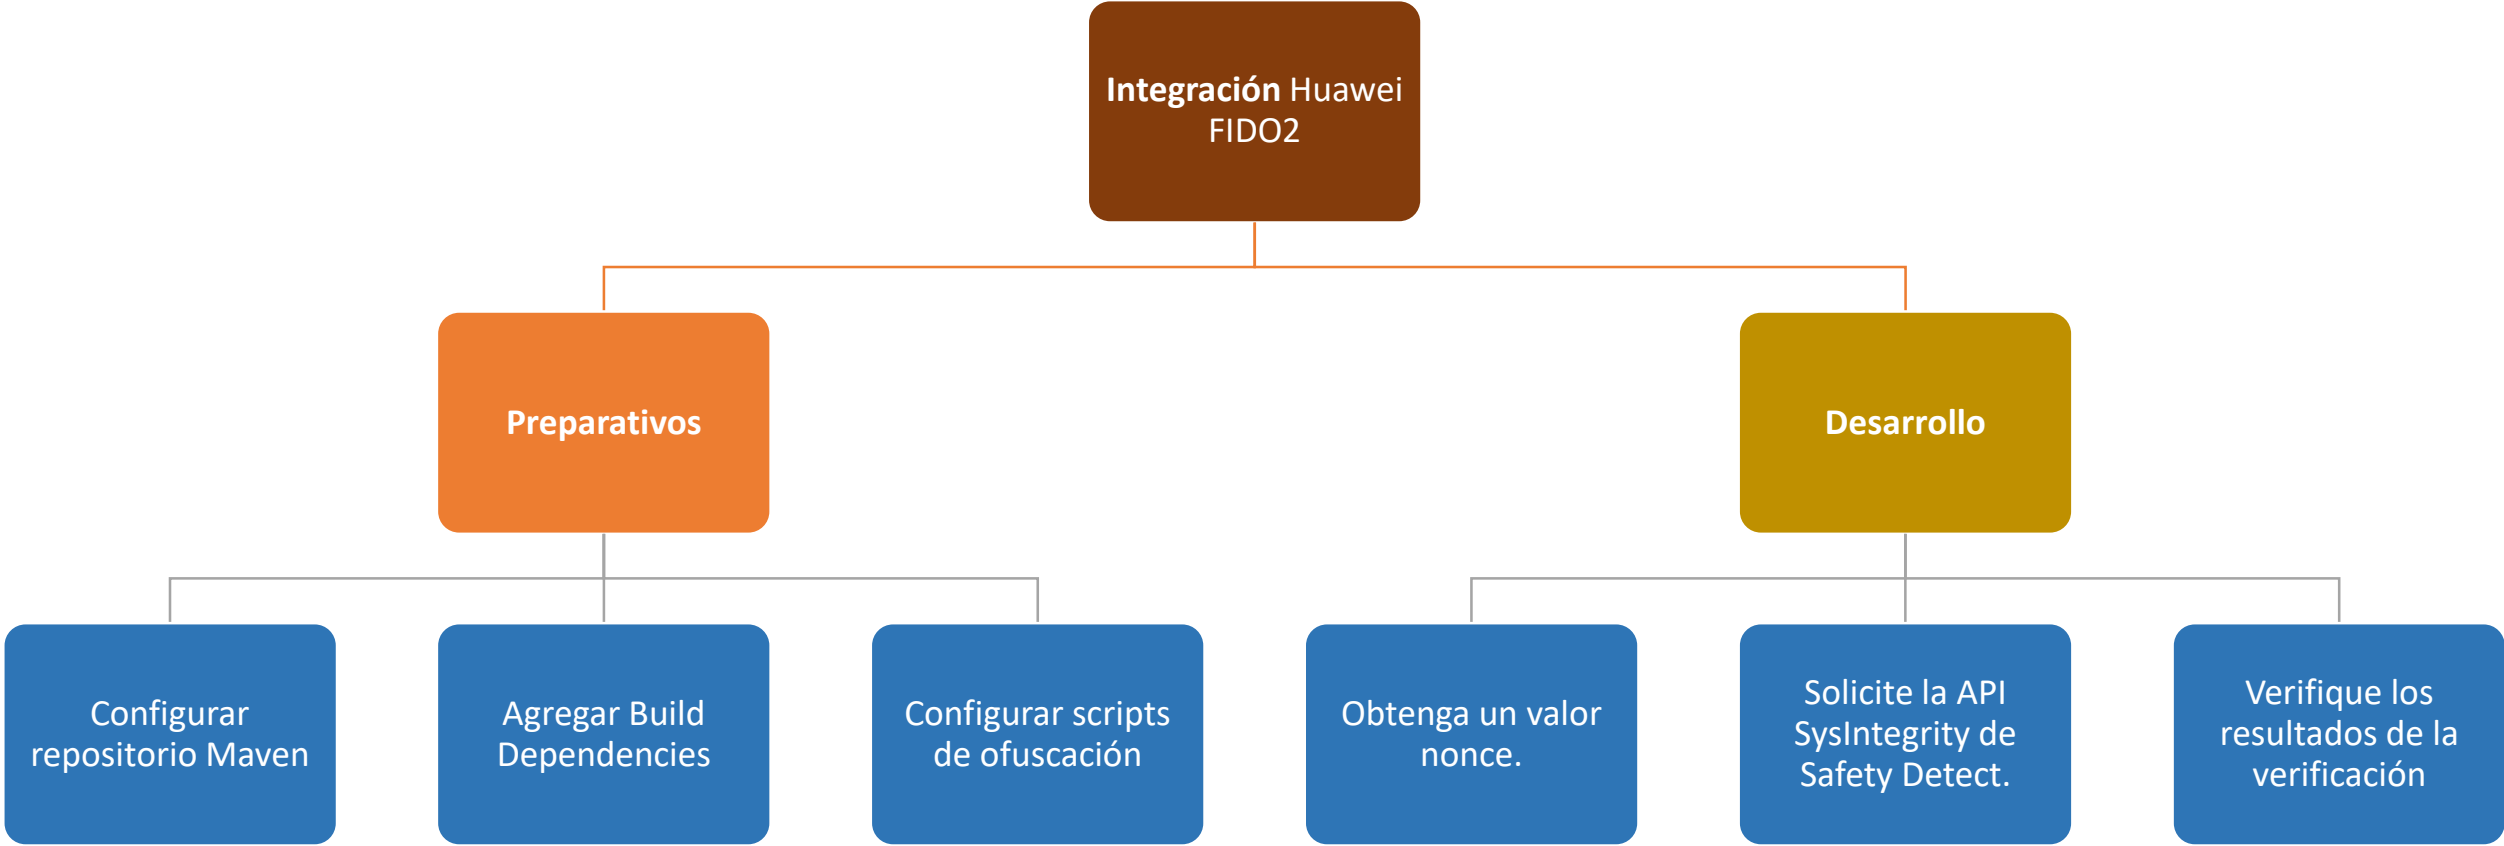 Integración Huawei
FIDO2
Preparativos
Desarrollo
Configurar
repositorio Maven
Agregar Build
Dependencies
Configurar scripts
de ofuscación
Obtenga un valor
nonce.
Solicite la API
SysIntegrity de
Safety Detect.
Verifique los
resultados de la
verificación